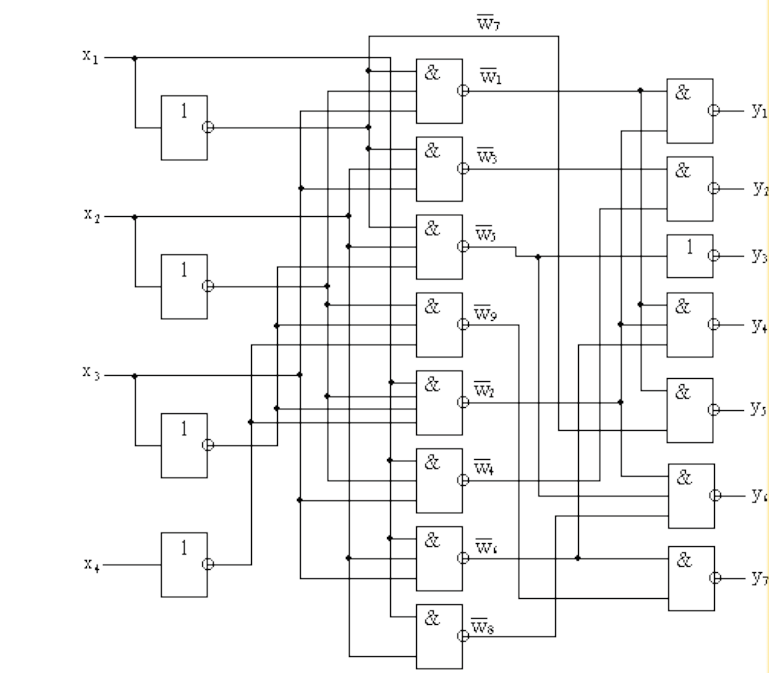 w̅₇
x₁
1
&
w̅₁
&
y₁
&
w̅₃
&
y₂
x₂
1
&
w̅₅
1
y₃
&
w̅₉
&
y₄
x₃
1
&
w̅₂
&
y₅
&
w̅₄
&
y₆
x₄
1
&
w̅₆
&
y₇
&
w̅₈